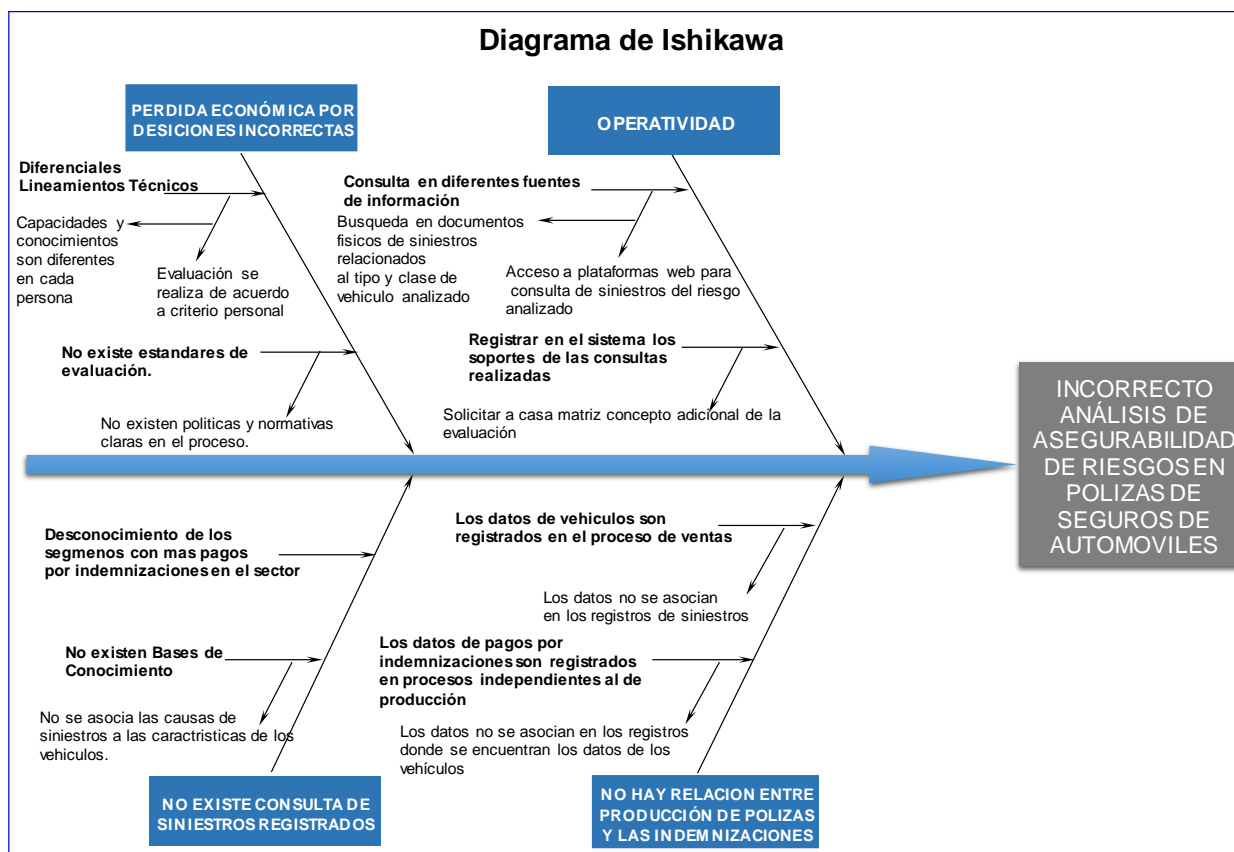 Diagrama de Ishikawa
PERDIDA ECONÓMICA POR
DESICIONES INCORRECTAS
OPERATIVIDAD
Diferenciales
Lineamientos Técnicos
Capacidades y
conocimientos
son diferentes
en cada
persona
Evaluación se
realiza de acuerdo
a criterio personal
No existe estandares de
evaluación.
No existen politicas y normativas
claras en el proceso.
Consulta en diferentes fuentes
de información
Busqueda en documentos
fisicos de siniestros
relacionados
al tipo y clase de
vehiculo analizado
Acceso a plataformas web para
consulta de siniestros del riesgo
analizado
Registrar en el sistema los
soportes de las consultas
realizadas
Solicitar a casa matriz concepto adicional de la
evaluación
INCORRECTO
ANÁLISIS DE
ASEGURABILIDAD
DE RIESGOS EN
POLIZAS DE
SEGUROS DE
AUTOMOVILES
Desconocimiento de los
segmenos con mas pagos
por indemnizaciones en el sector
No existen Bases de
Conocimiento
No se asocia las causas de
siniestros a las caractristicas de los
vehiculos.
Los datos de vehiculos son
registrados en el proceso de ventas
Los datos no se asocian
en los registros de siniestros
Los datos de pagos por
indemnizaciones son registrados
en procesos independientes al de
producción
Los datos no se asocian en los registros
donde se encuentran los datos de los
vehículos
NO EXISTE CONSULTA DE
SINIESTROS REGISTRADOS
NO HAY RELACION ENTRE
PRODUCCIÓN DE POLIZAS
Y LAS INDEMNIZACIONES